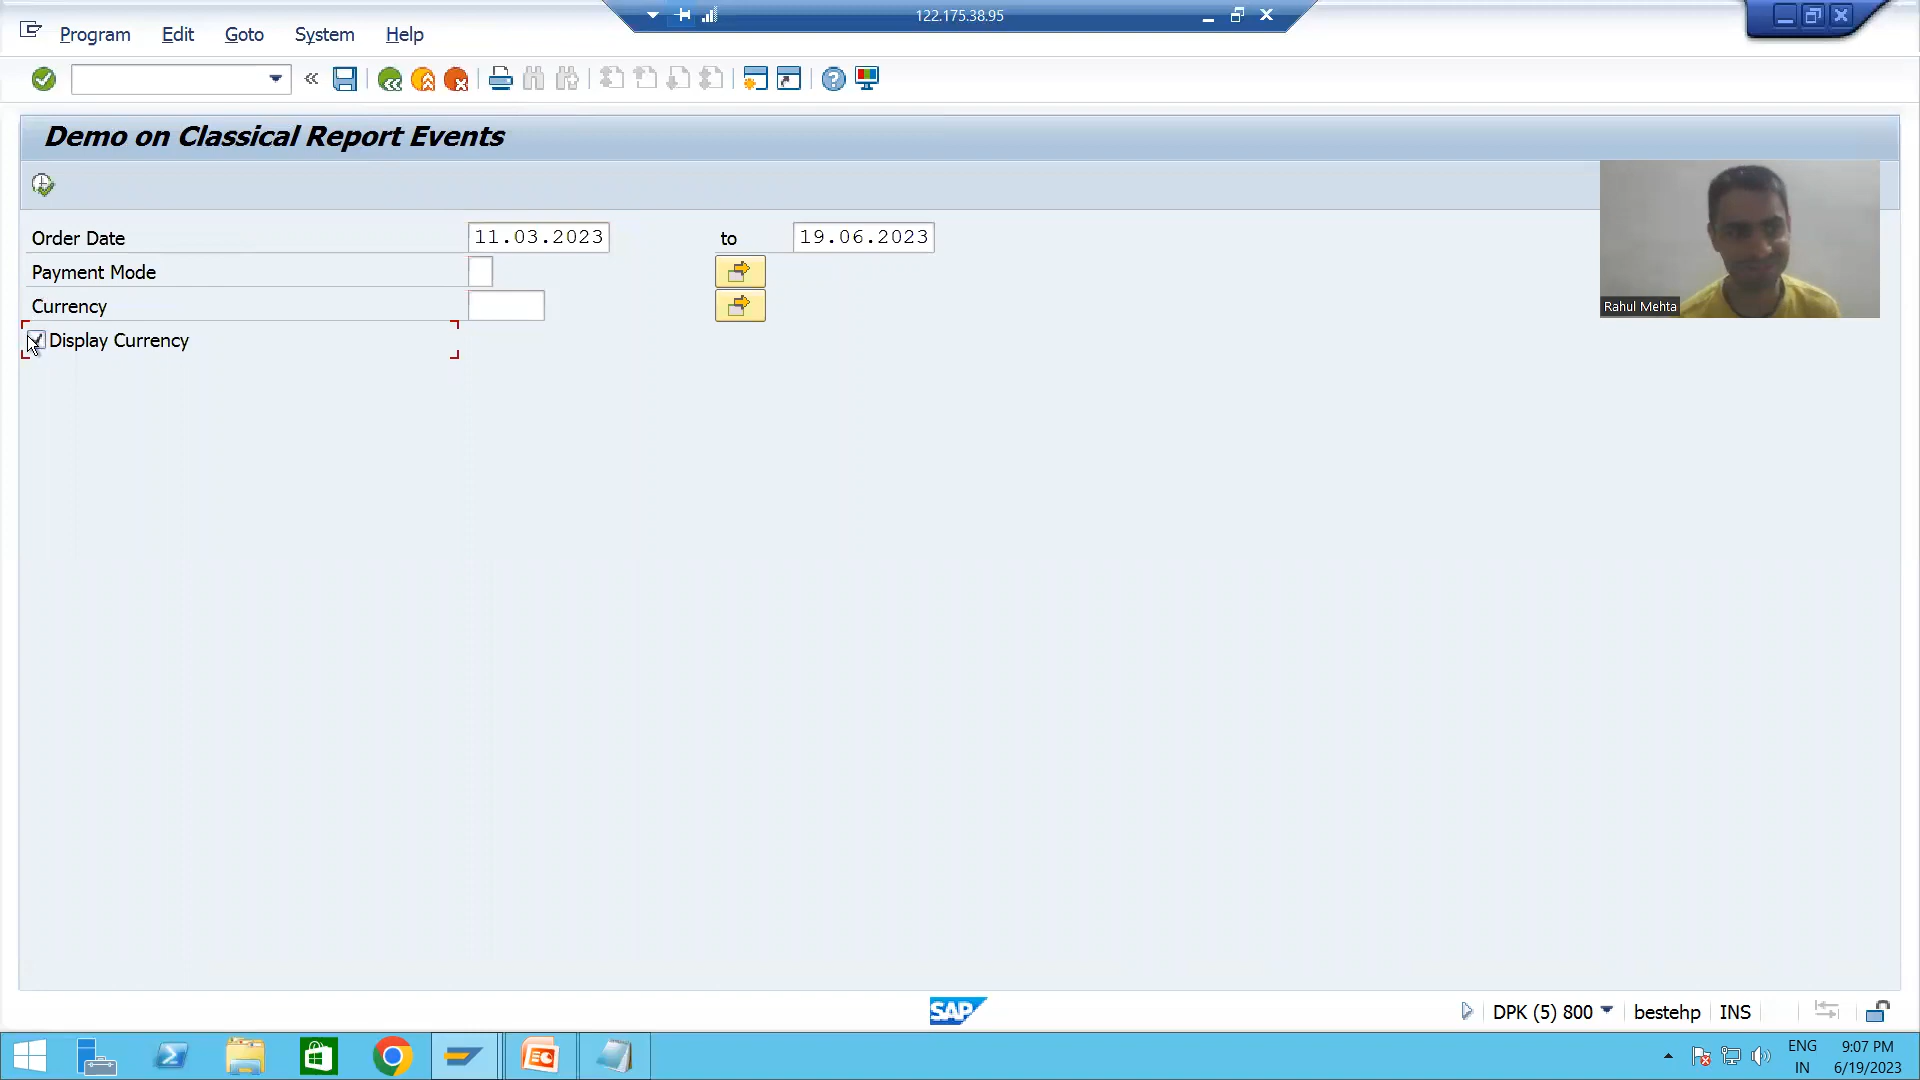 122.175.38.95
Program Edit Goto System Help
Demo on Classical Report Events
Order Date 11.03.2023 to 19.06.2023
Payment Mode
Currency
Display Currency
Rahul Mehta
SAP
DPK (5) 800 bestehp INS
ENG 9:07 PM
IN 6/19/2023